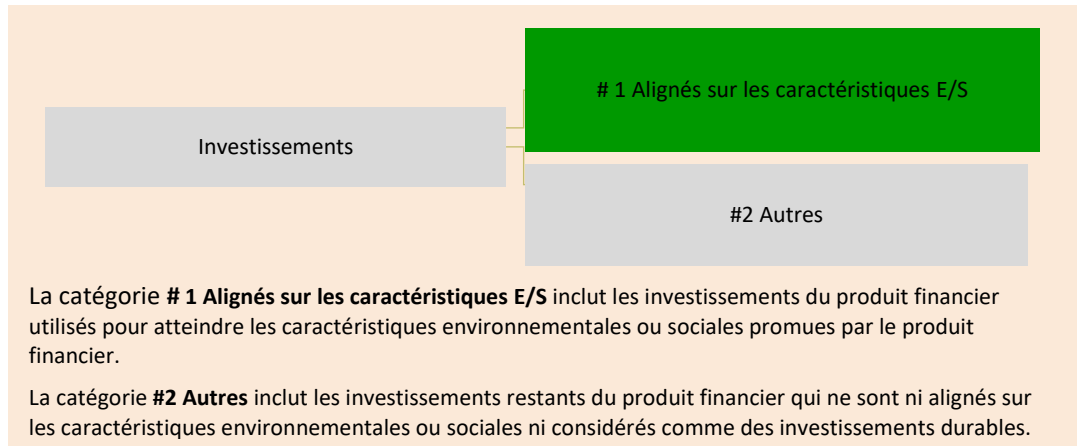 # 1 Alignés sur les caractéristiques E/S
Investissements
#2 Autres
La catégorie # 1 Alignés sur les caractéristiques E/S inclut les investissements du produit financier
utilisés pour atteindre les caractéristiques environnementales ou sociales promues par le produit
financier.
La catégorie #2 Autres inclut les investissements restants du produit financier qui ne sont ni alignés sur
les caractéristiques environnementales ou sociales ni considérés comme des investissements durables.